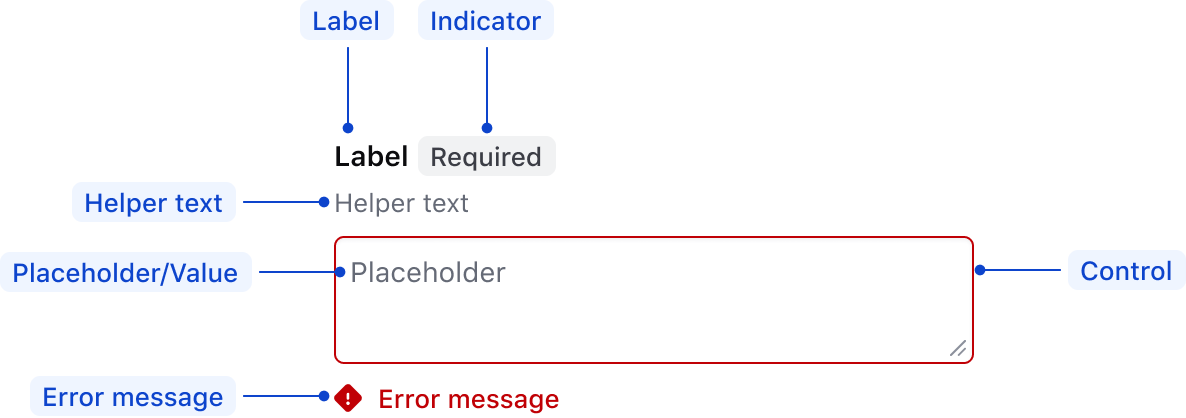 Label Indicator
Label Required
Helper text Helper text
Placeholder/Value Placeholder Control
Error message Error message